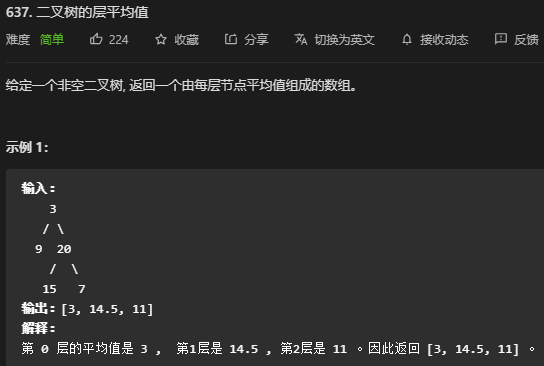 637. 二叉树的层平均值
难度 简单 224 收藏 分享 切换为英文 接收动态 反馈
给定一个非空二叉树, 返回一个由每层节点平均值组成的数组。
示例 1：
输入：
3
/ \
9 20
/ \
15 7
输出：[3, 14.5, 11]
解释：
第 0 层的平均值是 3 , 第1层是 14.5 , 第2层是 11 。因此返回 [3, 14.5, 11] 。